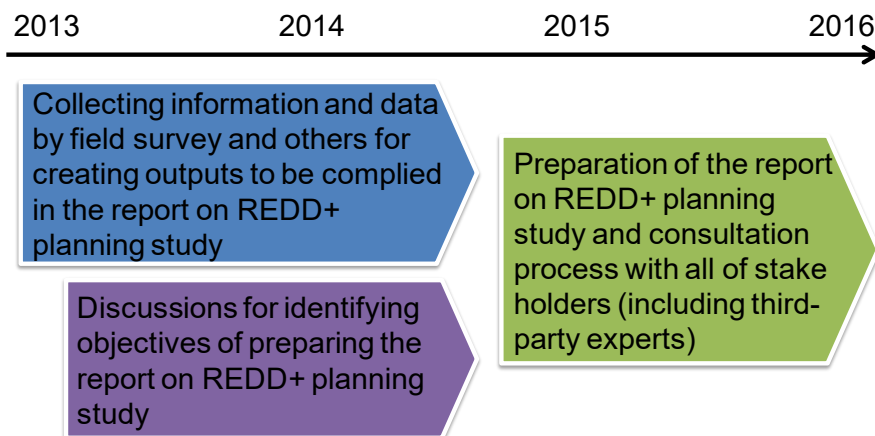 2013 2014 2015 2016
Collecting information and data
by field survey and others for
creating outputs to be complied
in the report on REDD+
planning study
Discussions for identifying
objectives of preparing the
report on REDD+ planning
study
Preparation of the report
on REDD+ planning
study and consultation
process with all of stake
holders (including third-
party experts)